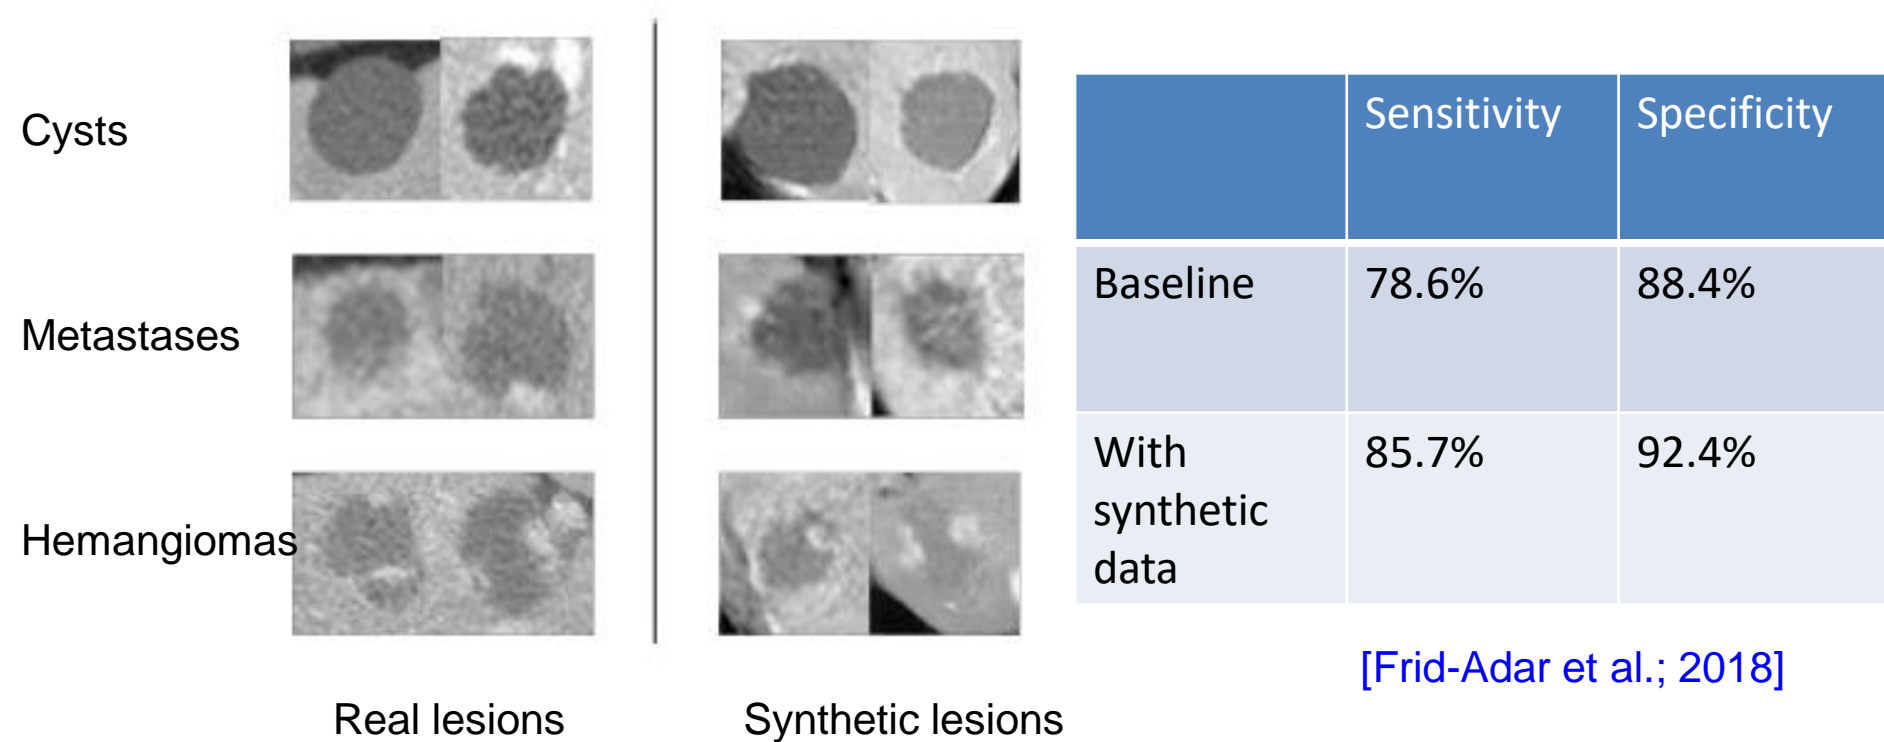 Cysts
Metastases
Hemangiomas
Real lesions
Synthetic lesions
Sensitivity
Specificity
Baseline
78.6%
88.4%
With
synthetic
data
85.7%
92.4%
[Frid-Adar et al.; 2018]